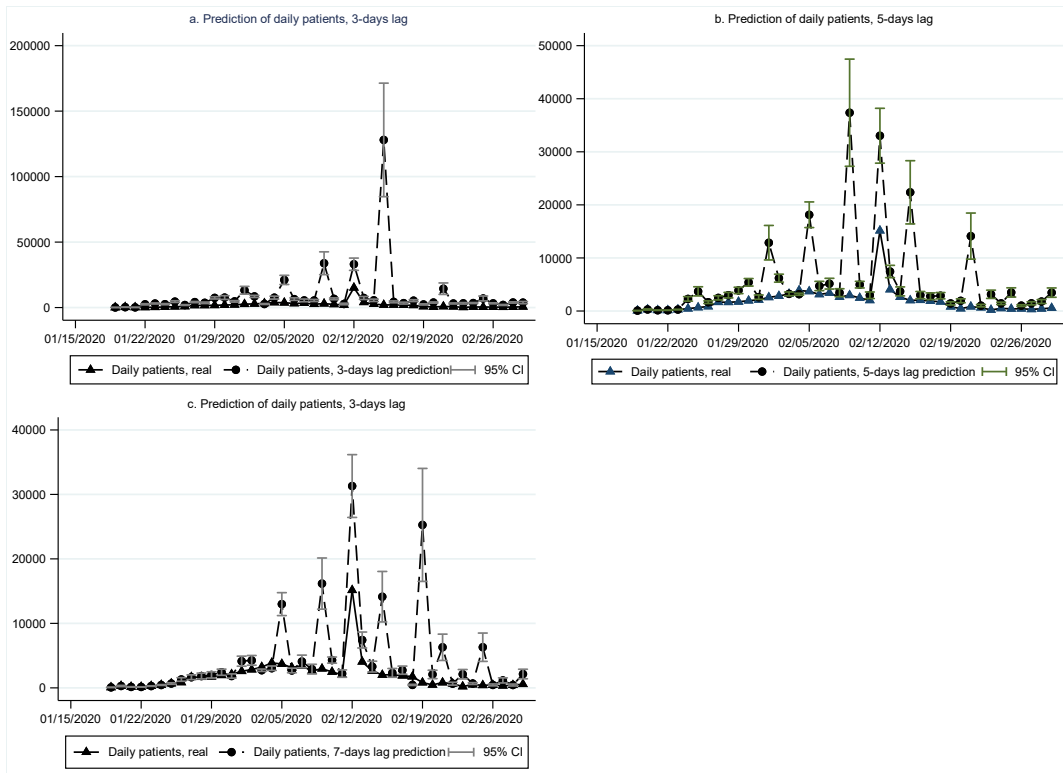 a. Prediction of daily patients, 3-days lag
200000
150000
100000
50000
0
01/15/2020 01/22/2020 01/29/2020 02/05/2020 02/12/2020 02/19/2020 02/26/2020
Daily patients, real Daily patients, 3-days lag prediction 95% CI
b. Prediction of daily patients, 5-days lag
50000
40000
30000
20000
10000
0
01/15/2020 01/22/2020 01/29/2020 02/05/2020 02/12/2020 02/19/2020 02/26/2020
Daily patients, real Daily patients, 5-days lag prediction 95% CI
c. Prediction of daily patients, 3-days lag
40000
30000
20000
10000
0
01/15/2020 01/22/2020 01/29/2020 02/05/2020 02/12/2020 02/19/2020 02/26/2020
Daily patients, real Daily patients, 7-days lag prediction 95% CI